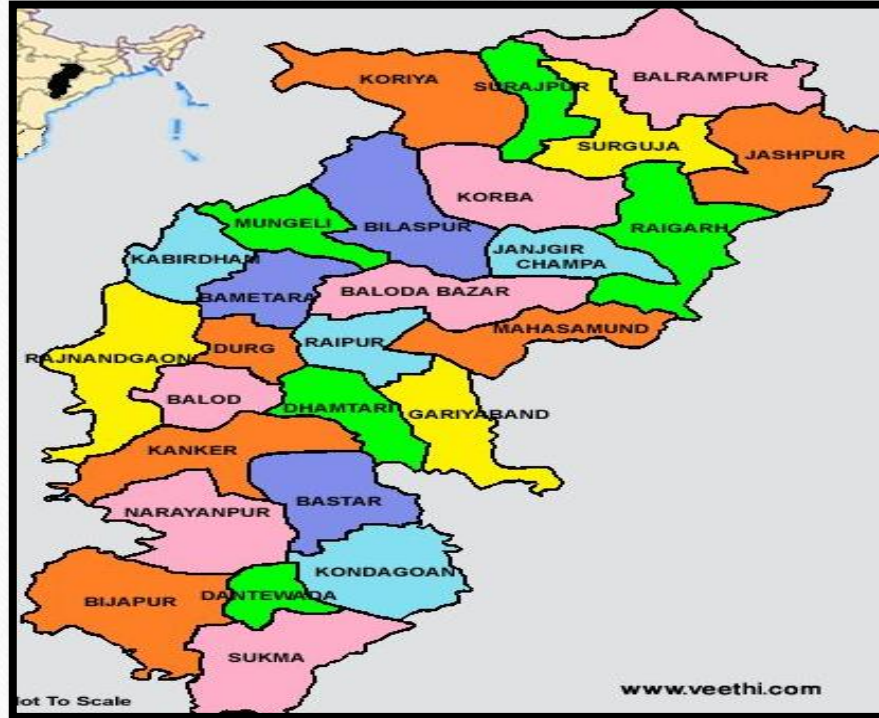 BALRAMPUR
KORIYA
SURAJPUR
SURGUJA
JASHPUR
KORBA
MUNGELI
BILASPUR
RAIGARH
JANJGIR
CHAMPA
KABIRDHAM
BAMETARA
BALODA BAZAR
MAHASAMUND
RAJNANDGAON
DURG
RAIPUR
BALOD
DHAMTARI
GARIYABAND
KANKER
BASTAR
NARAYANPUR
KONDAGOAN
BIJAPUR
DANTEWADA
SUKMA
www.veethi.com
ot To Scale